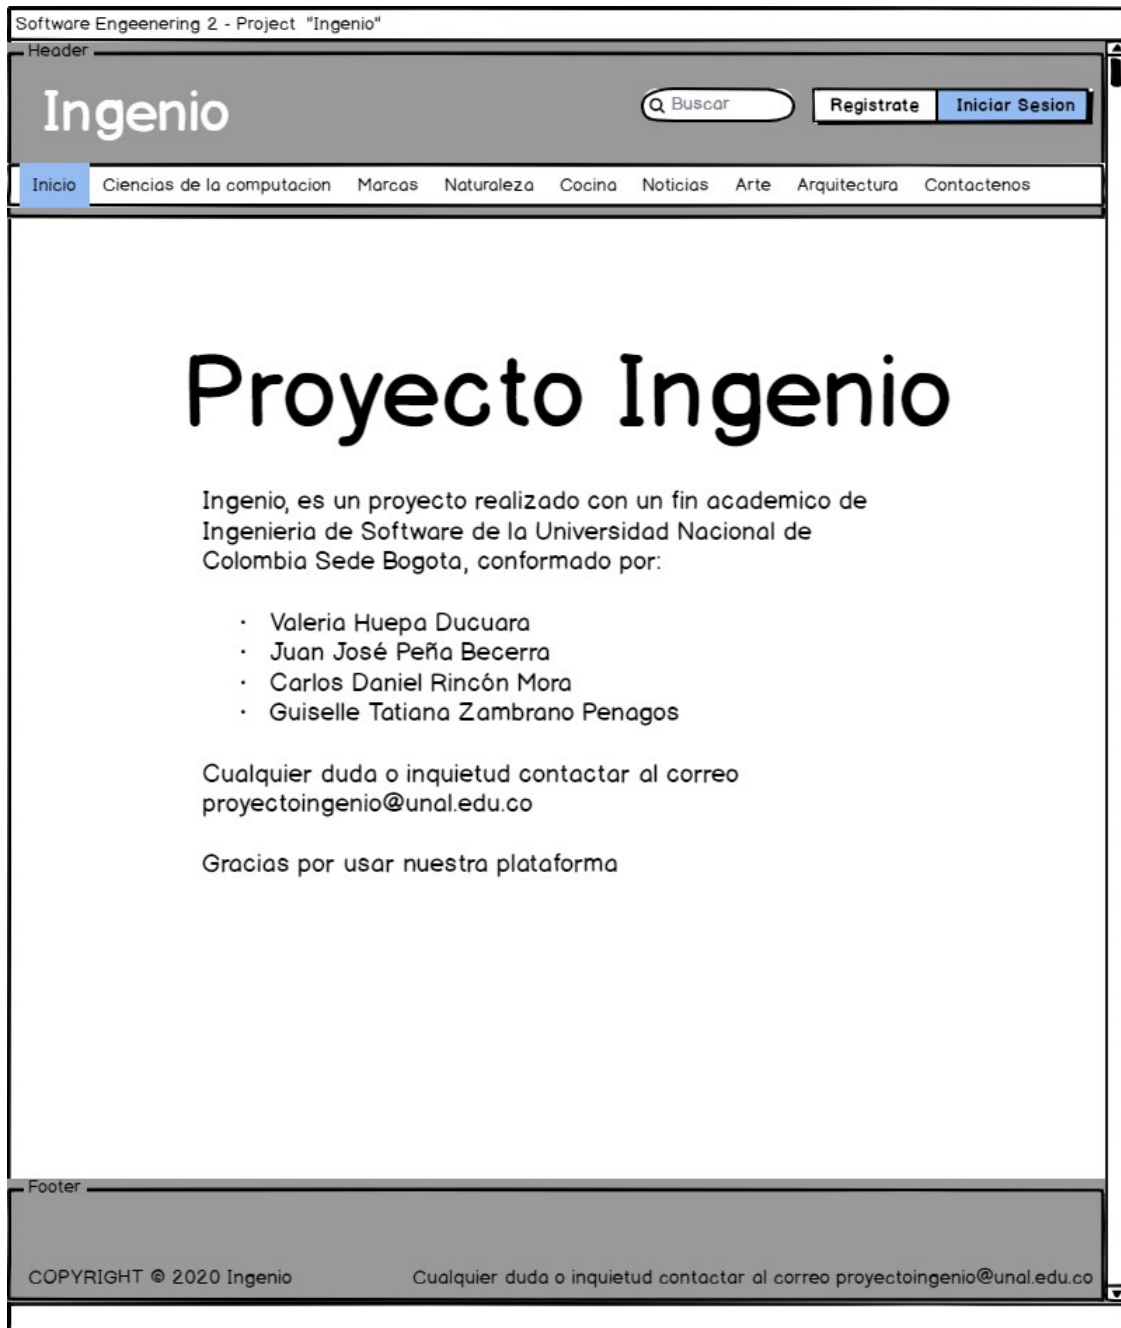 Software Engeenering 2 - Project "Ingenio"
Header
Ingenio
Buscar
Registrate
Iniciar Sesion
Inicio Ciencias de la computacion Marcas Naturaleza Cocina Noticias Arte Arquitectura Contactenos
Proyecto Ingenio
Ingenio, es un proyecto realizado con un fin academico de
Ingenieria de Software de la Universidad Nacional de
Colombia Sede Bogota, conformado por:
· Valeria Huepa Ducuara
· Juan José Peña Becerra
· Carlos Daniel Rincón Mora
· Guiselle Tatiana Zambrano Penagos
Cualquier duda o inquietud contactar al correo
proyectoingenio@unal.edu.co
Gracias por usar nuestra plataforma
Footer
COPYRIGHT © 2020 Ingenio
Cualquier duda o inquietud contactar al correo proyectoingenio@unal.edu.co